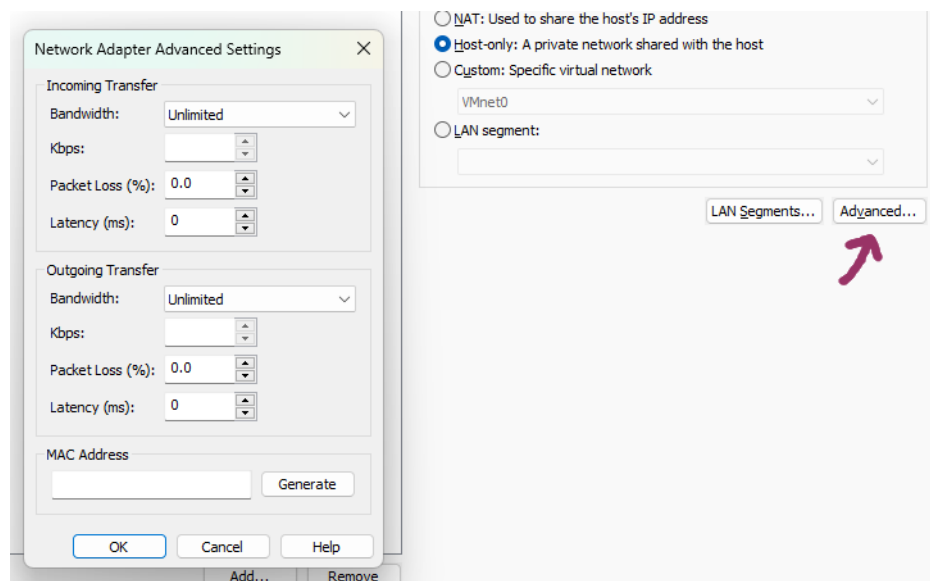 NAT: Used to share the host's IP address
Host-only: A private network shared with the host
Custom: Specific virtual network
VMnet0
LAN segment:
LAN Segments...
Advanced...
Network Adapter Advanced Settings
Incoming Transfer
Bandwidth: Unlimited
Kbps:
Packet Loss (%): 0.0
Latency (ms): 0
Outgoing Transfer
Bandwidth: Unlimited
Kbps:
Packet Loss (%): 0.0
Latency (ms): 0
MAC Address
Generate
OK Cancel Help
Add... Remove